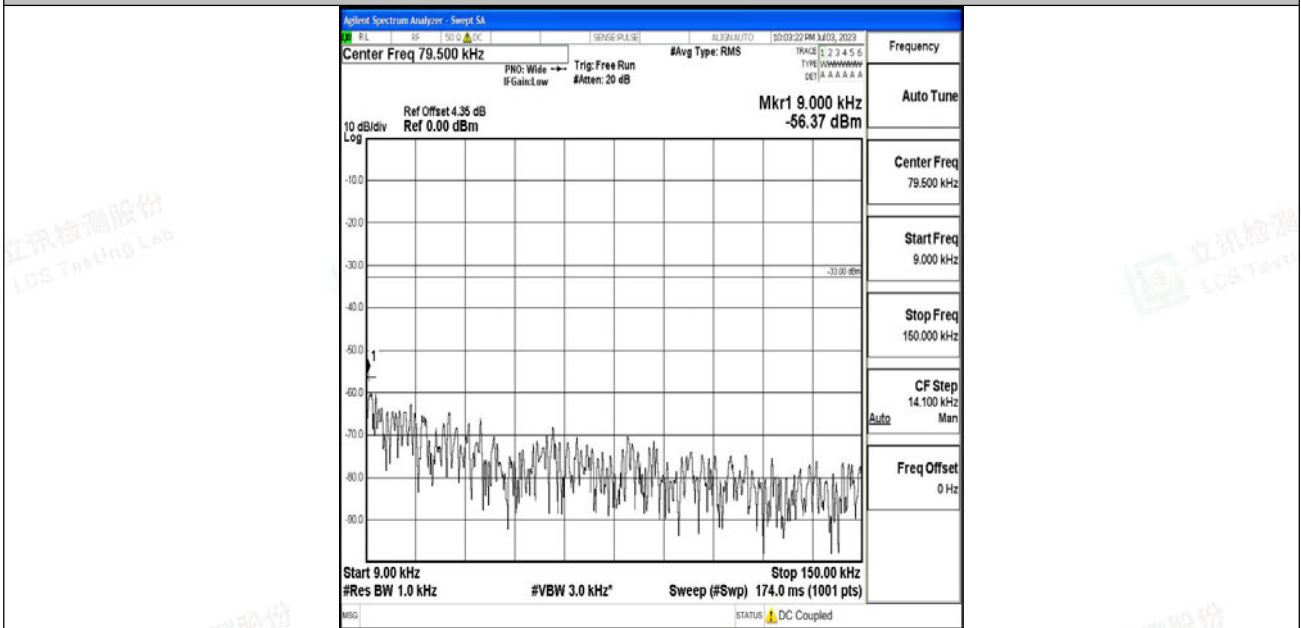 Agilent Spectrum Analyzer - Swept SA
RL RF 50 Ω DC SENSE:PULSE ALIGNAUTO 10:03:22 PM Jul 03, 2023
Center Freq 79.500 kHz
#Avg Type: RMS
TRACE 1 2 3 4 5 6
TYPE
DET A A A A A A
PNO: Wide
IFGain:Low
Trig: Free Run
#Atten: 20 dB
Mkr1 9.000 kHz
-56.37 dBm
Ref Offset 4.35 dB
10 dB/div Ref 0.00 dBm
Log
-10.0
-20.0
-30.0
-33.00 dBm
-40.0
-50.0
1
-60.0
-70.0
-80.0
-90.0
Start 9.00 kHz Stop 150.00 kHz
#Res BW 1.0 kHz #VBW 3.0 kHz* Sweep (#Swp) 174.0 ms (1001 pts)
MSG STATUS DC Coupled
Frequency
Auto Tune
Center Freq
79.500 kHz
Start Freq
9.000 kHz
Stop Freq
150.000 kHz
CF Step
14.100 kHz
Auto Man
Freq Offset
0 Hz
立讯检测股份
LCS Testing Lab
立讯检测
LCS Testi